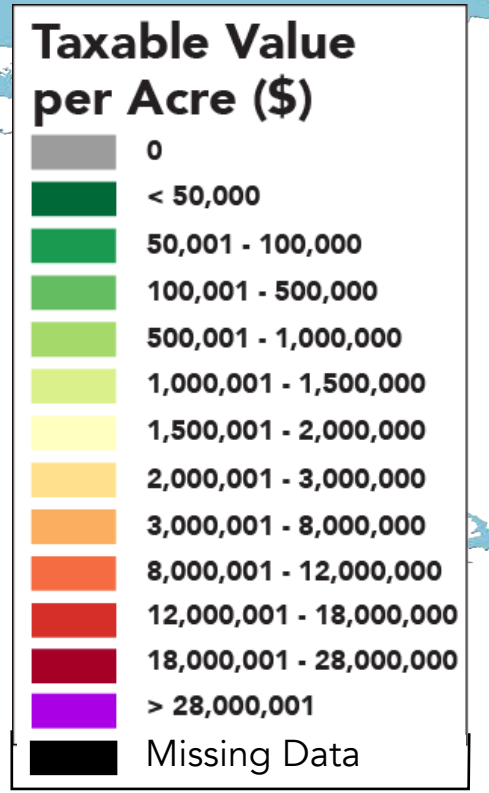 Taxable Value
per Acre ($)
0
< 50,000
50,001 - 100,000
100,001 - 500,000
500,001 - 1,000,000
1,000,001 - 1,500,000
1,500,001 - 2,000,000
2,000,001 - 3,000,000
3,000,001 - 8,000,000
8,000,001 - 12,000,000
12,000,001 - 18,000,000
18,000,001 - 28,000,000
> 28,000,001
Missing Data